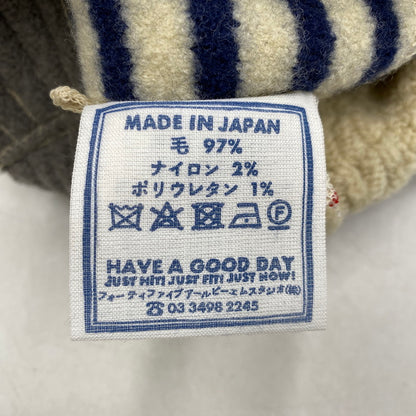 MADE IN JAPAN
毛 97%
ナイロン 2%
ポリウレタン 1%
HAVE A GOOD DAY
JUST HIT! JUST FIT! JUST NOW!
フォーティファイブアールピーエムスタジオ(株)
☎ 03 3498 2245